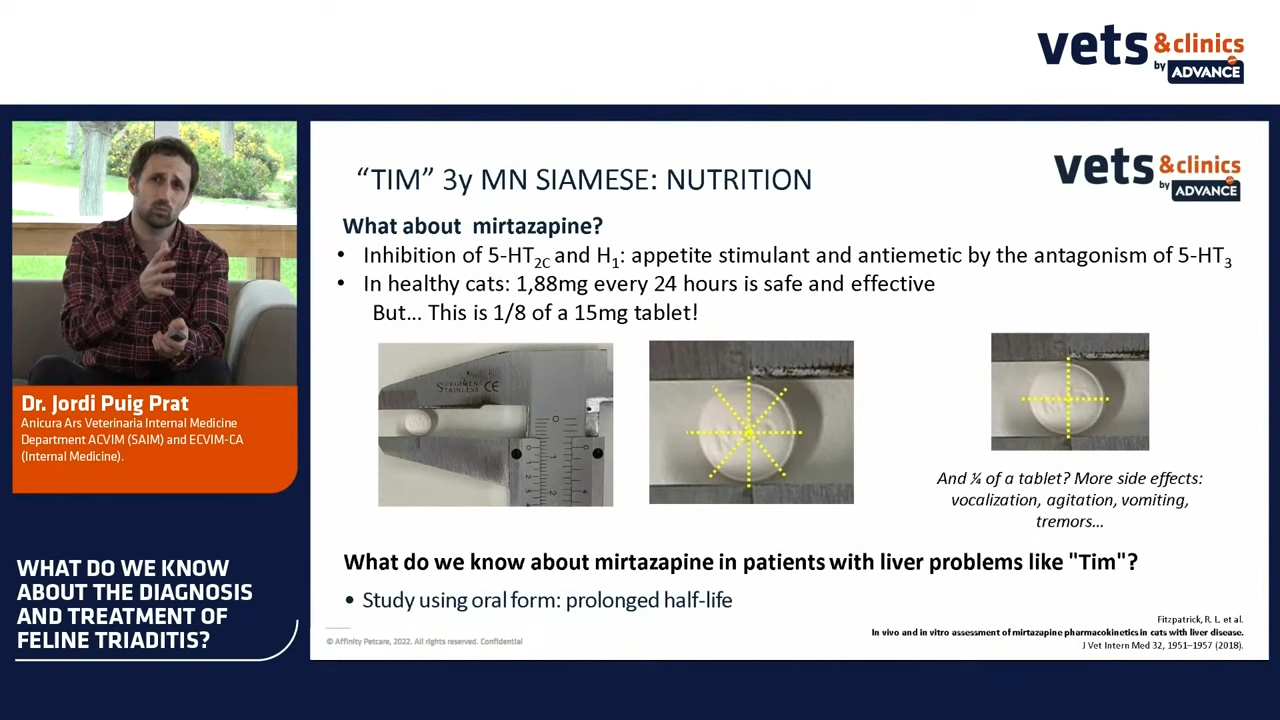 vets &clinics
by ADVANCE
vets &clinics
by ADVANCE
"TIM" 3y MN SIAMESE: NUTRITION
What about mirtazapine?
• Inhibition of 5-HT2C and H1: appetite stimulant and antiemetic by the antagonism of 5-HT3
• In healthy cats: 1,88mg every 24 hours is safe and effective
But... This is 1/8 of a 15mg tablet!
STAINLESS CE
And ¼ of a tablet? More side effects:
vocalization, agitation, vomiting,
tremors...
What do we know about mirtazapine in patients with liver problems like "Tim"?
• Study using oral form: prolonged half-life
Fitzpatrick, R. L. et al.
In vivo and in vitro assessment of mirtazapine pharmacokinetics in cats with liver disease.
J Vet Intern Med 32, 1951–1957 (2018).
© Affinity Petcare, 2022. All rights reserved. Confidential
Dr. Jordi Puig Prat
Anicura Ars Veterinaria Internal Medicine
Department ACVIM (SAIM) and ECVIM-CA
(Internal Medicine).
WHAT DO WE KNOW
ABOUT THE DIAGNOSIS
AND TREATMENT OF
FELINE TRIADITIS?